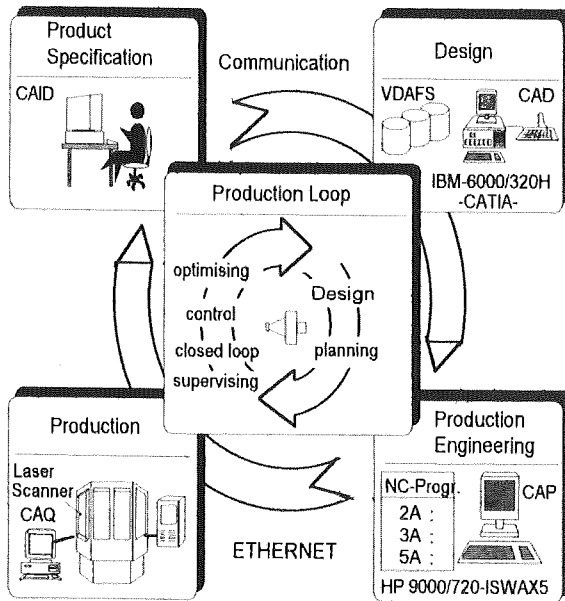 Product
Specification
CAID
Communication
Design
VDAFS
CAD
IBM-6000/320H
-CATIA-
Production Loop
optimising
control
closed loop
supervising
Design
planning
Production
Laser
Scanner
CAQ
ETHERNET
Production
Engineering
NC-Progr.
2A :
3A :
5A :
CAP
HP 9000/720-ISWAX5